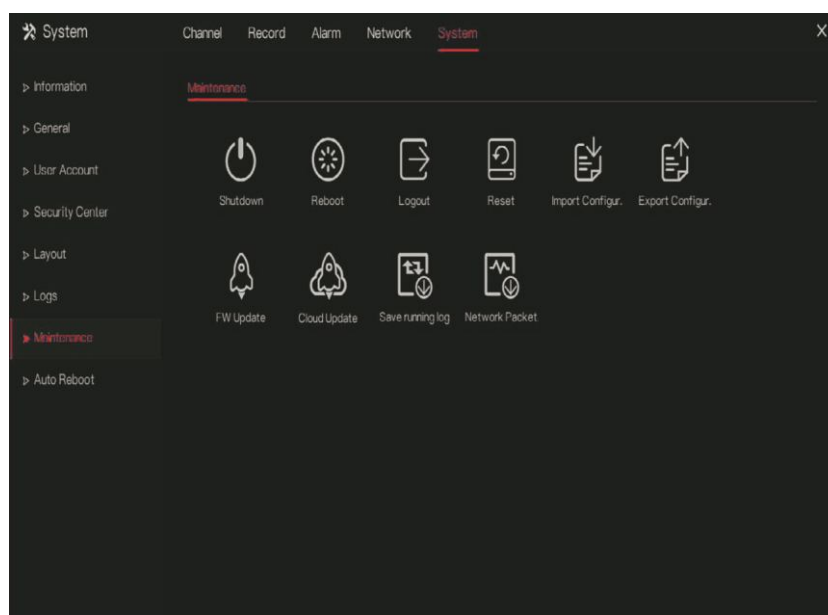 System
Channel Record Alarm Network System X
Information
General
User Account
Security Center
Layout
Logs
Maintenance
Auto Reboot
Maintenance
Shutdown Reboot Logout Reset Import Configur. Export Configur.
FW Update Cloud Update Save running log Network Packet